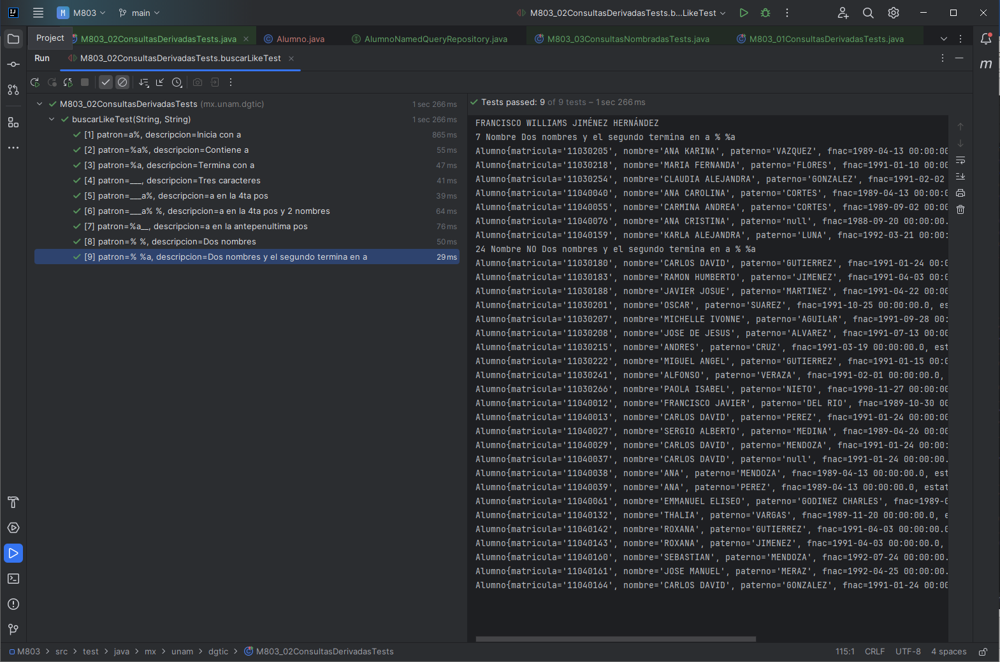 M M803 main M803_02ConsultasDerivadasTests.b...LikeTest
Project M803_02ConsultasDerivadasTests.java Alumno.java AlumnoNamedQueryRepository.java M803_03ConsultasNombradasTests.java M803_01ConsultasDerivadasTests.java
Run M803_02ConsultasDerivadasTests.buscarLikeTest
M803_02ConsultasDerivadasTests (mx.unam.dgtic) 1 sec 266 ms
buscarLikeTest(String, String) 1 sec 266 ms
[1] patron=a%, descripcion=Inicia con a 865 ms
[2] patron=%a%, descripcion=Contiene a 55 ms
[3] patron=%a, descripcion=Termina con a 47 ms
[4] patron=___, descripcion=Tres caracteres 41 ms
[5] patron=___a%, descripcion=a en la 4ta pos 39 ms
[6] patron=___a% %, descripcion=a en la 4ta pos y 2 nombres 64 ms
[7] patron=%a__, descripcion=a en la antepenultima pos 76 ms
[8] patron=% %, descripcion=Dos nombres 50 ms
[9] patron=% %a, descripcion=Dos nombres y el segundo termina en a 29 ms
Tests passed: 9 of 9 tests – 1 sec 266 ms
FRANCISCO WILLIAMS JIMÉNEZ HERNÁNDEZ
7 Nombre Dos nombres y el segundo termina en a % %a
Alumno{matricula='11030205', nombre='ANA KARINA', paterno='VAZQUEZ', fnac=1989-04-13 00:00:00
Alumno{matricula='11030218', nombre='MARIA FERNANDA', paterno='FLORES', fnac=1991-01-10 00:00
Alumno{matricula='11030254', nombre='CLAUDIA ALEJANDRA', paterno='GONZALEZ', fnac=1991-02-02
Alumno{matricula='11040040', nombre='ANA CAROLINA', paterno='CORTES', fnac=1989-04-13 00:00:0
Alumno{matricula='11040055', nombre='CARMINA ANDREA', paterno='CORTES', fnac=1989-09-02 00:00
Alumno{matricula='11040076', nombre='ANA CRISTINA', paterno='null', fnac=1988-09-20 00:00:00.
Alumno{matricula='11040159', nombre='KARLA ALEJANDRA', paterno='LUNA', fnac=1992-03-21 00:00:
24 Nombre NO Dos nombres y el segundo termina en a % %a
Alumno{matricula='11030180', nombre='CARLOS DAVID', paterno='GUTIERREZ', fnac=1991-01-24 00:0
Alumno{matricula='11030183', nombre='RAMON HUMBERTO', paterno='JIMENEZ', fnac=1991-04-03 00:0
Alumno{matricula='11030188', nombre='JAVIER JOSUE', paterno='MARTINEZ', fnac=1991-04-22 00:00
Alumno{matricula='11030201', nombre='OSCAR', paterno='SUAREZ', fnac=1991-10-25 00:00:00.0, es
Alumno{matricula='11030207', nombre='MICHELLE IVONNE', paterno='AGUILAR', fnac=1991-09-28 00:
Alumno{matricula='11030208', nombre='JOSE DE JESUS', paterno='ALVAREZ', fnac=1991-07-13 00:00
Alumno{matricula='11030215', nombre='ANDRES', paterno='CRUZ', fnac=1991-03-19 00:00:00.0, est
Alumno{matricula='11030222', nombre='MIGUEL ANGEL', paterno='GUTIERREZ', fnac=1991-01-15 00:0
Alumno{matricula='11030241', nombre='ALFONSO', paterno='VERAZA', fnac=1991-02-01 00:00:00.0,
Alumno{matricula='11030266', nombre='PAOLA ISABEL', paterno='NIETO', fnac=1990-11-27 00:00:00
Alumno{matricula='11040012', nombre='FRANCISCO JAVIER', paterno='DEL RIO', fnac=1989-10-30 00
Alumno{matricula='11040013', nombre='CARLOS DAVID', paterno='PEREZ', fnac=1991-01-24 00:00:00
Alumno{matricula='11040027', nombre='SERGIO ALBERTO', paterno='MEDINA', fnac=1989-04-26 00:00
Alumno{matricula='11040029', nombre='CARLOS DAVID', paterno='MENDOZA', fnac=1991-01-24 00:00:
Alumno{matricula='11040037', nombre='CARLOS DAVID', paterno='null', fnac=1991-01-24 00:00:00.
Alumno{matricula='11040038', nombre='ANA', paterno='MENDOZA', fnac=1989-04-13 00:00:00.0, est
Alumno{matricula='11040039', nombre='ANA', paterno='PEREZ', fnac=1989-04-13 00:00:00.0, estat
Alumno{matricula='11040061', nombre='EMMANUEL ELISEO', paterno='GODINEZ CHARLES', fnac=1989-0
Alumno{matricula='11040132', nombre='THALIA', paterno='VARGAS', fnac=1989-11-20 00:00:00.0, e
Alumno{matricula='11040142', nombre='ROXANA', paterno='GUTIERREZ', fnac=1991-04-03 00:00:00.0
Alumno{matricula='11040143', nombre='ROXANA', paterno='JIMENEZ', fnac=1991-04-03 00:00:00.0,
Alumno{matricula='11040160', nombre='SEBASTIAN', paterno='MENDOZA', fnac=1992-07-24 00:00:00.
Alumno{matricula='11040161', nombre='JOSE MANUEL', paterno='MERAZ', fnac=1992-04-25 00:00:00.
Alumno{matricula='11040164', nombre='CARLOS DAVID', paterno='GONZALEZ', fnac=1991-01-24 00:00
M803 > src > test > java > mx > unam > dgtic > M803_02ConsultasDerivadasTests 115:1 CRLF UTF-8 4 spaces